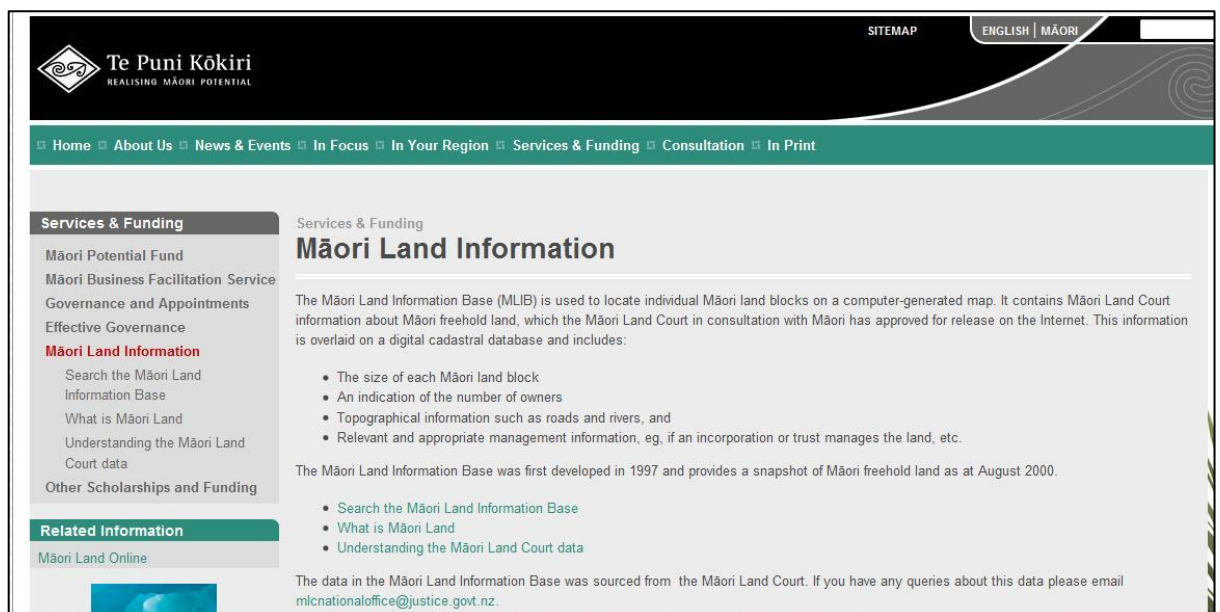 SITEMAP
ENGLISH | MĀORI
Te Puni Kōkiri
REALISING MĀORI POTENTIAL
Home
About Us
News & Events
In Focus
In Your Region
Services & Funding
Consultation
In Print
Services & Funding
Māori Potential Fund
Māori Business Facilitation Service
Governance and Appointments
Effective Governance
Māori Land Information
Search the Māori Land
Information Base
What is Māori Land
Understanding the Māori Land
Court data
Other Scholarships and Funding
Related Information
Māori Land Online
Services & Funding
Māori Land Information
The Māori Land Information Base (MLIB) is used to locate individual Māori land blocks on a computer-generated map. It contains Māori Land Court
information about Māori freehold land, which the Māori Land Court in consultation with Māori has approved for release on the Internet. This information
is overlaid on a digital cadastral database and includes:
• The size of each Māori land block
• An indication of the number of owners
• Topographical information such as roads and rivers, and
• Relevant and appropriate management information, eg, if an incorporation or trust manages the land, etc.
The Māori Land Information Base was first developed in 1997 and provides a snapshot of Māori freehold land as at August 2000.
• Search the Māori Land Information Base
• What is Māori Land
• Understanding the Māori Land Court data
The data in the Māori Land Information Base was sourced from the Māori Land Court. If you have any queries about this data please email
mlcnationaloffice@justice.govt.nz.